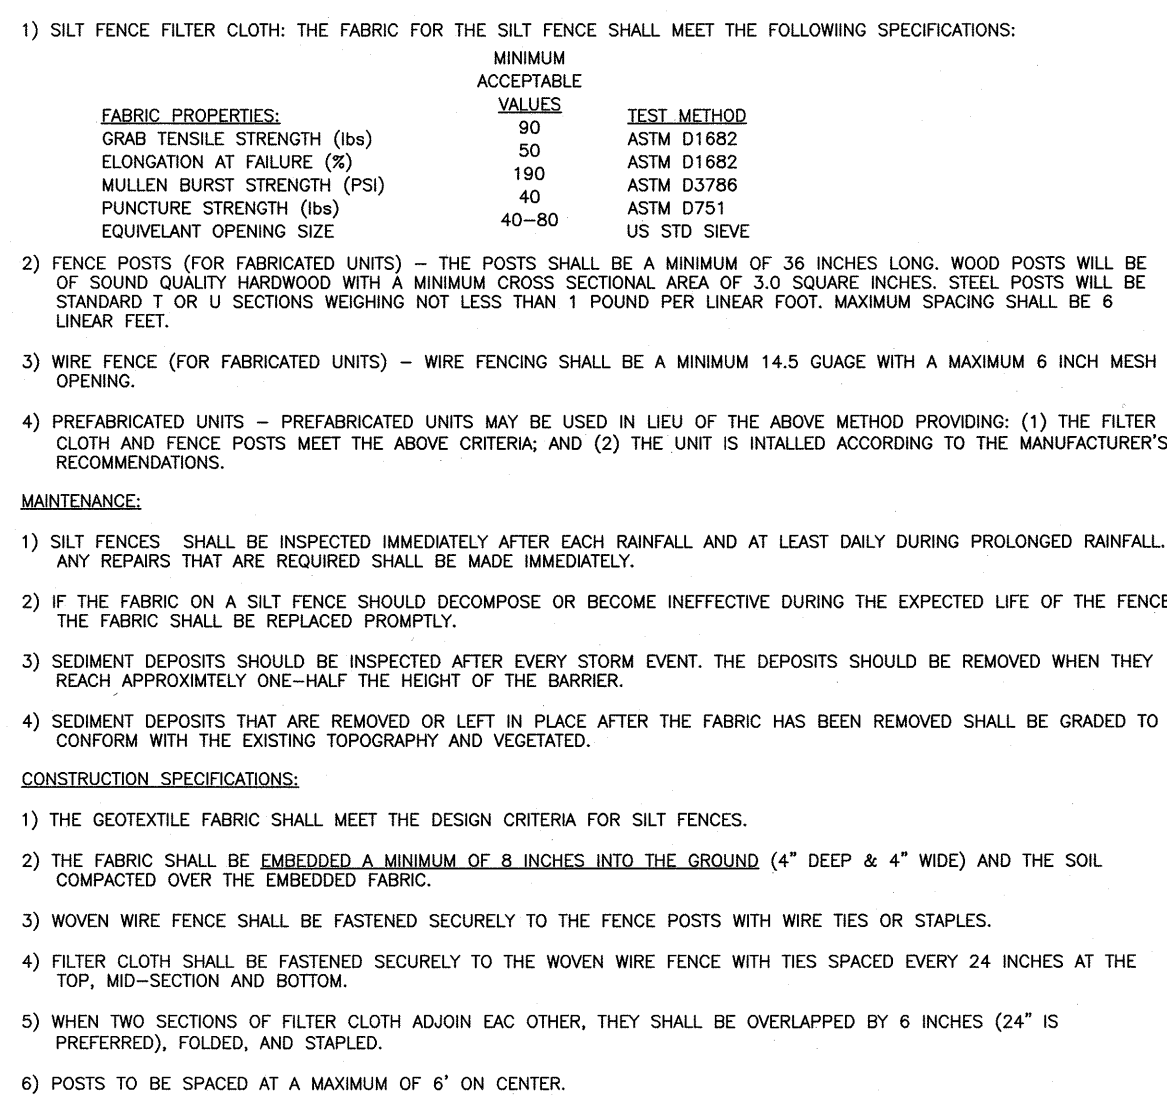 1) SILT FENCE FILTER CLOTH: THE FABRIC FOR THE SILT FENCE SHALL MEET THE FOLLOWIING SPECIFICATIONS:
MINIMUM
ACCEPTABLE
FABRIC PROPERTIES: VALUES TEST METHOD
GRAB TENSILE STRENGTH (lbs) 90 ASTM D1682
ELONGATION AT FAILURE (%) 50 ASTM D1682
MULLEN BURST STRENGTH (PSI) 190 ASTM D3786
PUNCTURE STRENGTH (lbs) 40 ASTM D751
EQUIVELANT OPENING SIZE 40-80 US STD SIEVE
2) FENCE POSTS (FOR FABRICATED UNITS) - THE POSTS SHALL BE A MINIMUM OF 36 INCHES LONG. WOOD POSTS WILL BE
OF SOUND QUALITY HARDWOOD WITH A MINIMUM CROSS SECTIONAL AREA OF 3.0 SQUARE INCHES. STEEL POSTS WILL BE
STANDARD T OR U SECTIONS WEIGHING NOT LESS THAN 1 POUND PER LINEAR FOOT. MAXIMUM SPACING SHALL BE 6
LINEAR FEET.
3) WIRE FENCE (FOR FABRICATED UNITS) - WIRE FENCING SHALL BE A MINIMUM 14.5 GUAGE WITH A MAXIMUM 6 INCH MESH
OPENING.
4) PREFABRICATED UNITS - PREFABRICATED UNITS MAY BE USED IN LIEU OF THE ABOVE METHOD PROVIDING: (1) THE FILTER
CLOTH AND FENCE POSTS MEET THE ABOVE CRITERIA; AND (2) THE UNIT IS INTALLED ACCORDING TO THE MANUFACTURER'S
RECOMMENDATIONS.
MAINTENANCE:
1) SILT FENCES SHALL BE INSPECTED IMMEDIATELY AFTER EACH RAINFALL AND AT LEAST DAILY DURING PROLONGED RAINFALL.
ANY REPAIRS THAT ARE REQUIRED SHALL BE MADE IMMEDIATELY.
2) IF THE FABRIC ON A SILT FENCE SHOULD DECOMPOSE OR BECOME INEFFECTIVE DURING THE EXPECTED LIFE OF THE FENCE
THE FABRIC SHALL BE REPLACED PROMPTLY.
3) SEDIMENT DEPOSITS SHOULD BE INSPECTED AFTER EVERY STORM EVENT. THE DEPOSITS SHOULD BE REMOVED WHEN THEY
REACH APPROXIMTELY ONE-HALF THE HEIGHT OF THE BARRIER.
4) SEDIMENT DEPOSITS THAT ARE REMOVED OR LEFT IN PLACE AFTER THE FABRIC HAS BEEN REMOVED SHALL BE GRADED TO
CONFORM WITH THE EXISTING TOPOGRAPHY AND VEGETATED.
CONSTRUCTION SPECIFICATIONS:
1) THE GEOTEXTILE FABRIC SHALL MEET THE DESIGN CRITERIA FOR SILT FENCES.
2) THE FABRIC SHALL BE EMBEDDED A MINIMUM OF 8 INCHES INTO THE GROUND (4" DEEP & 4" WIDE) AND THE SOIL
COMPACTED OVER THE EMBEDDED FABRIC.
3) WOVEN WIRE FENCE SHALL BE FASTENED SECURELY TO THE FENCE POSTS WITH WIRE TIES OR STAPLES.
4) FILTER CLOTH SHALL BE FASTENED SECURELY TO THE WOVEN WIRE FENCE WITH TIES SPACED EVERY 24 INCHES AT THE
TOP, MID-SECTION AND BOTTOM.
5) WHEN TWO SECTIONS OF FILTER CLOTH ADJOIN EAC OTHER, THEY SHALL BE OVERLAPPED BY 6 INCHES (24" IS
PREFERRED), FOLDED, AND STAPLED.
6) POSTS TO BE SPACED AT A MAXIMUM OF 6' ON CENTER.